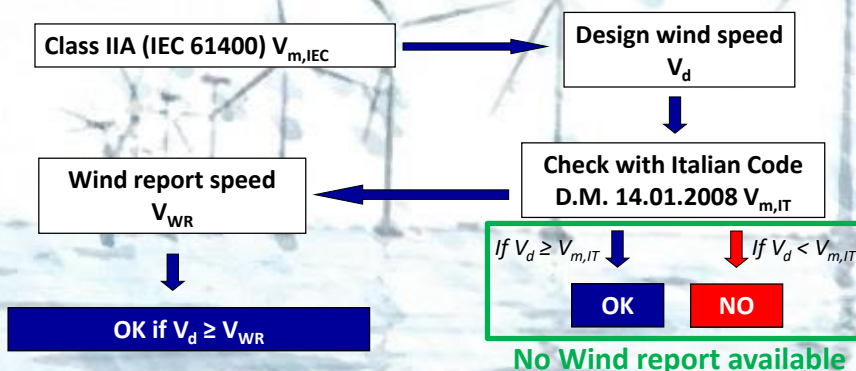 Class IIA (IEC 61400) Vm,IEC
Design wind speed
Vd
Check with Italian Code
D.M. 14.01.2008 Vm,IT
Wind report speed
VWR
If Vd ≥ Vm,IT
If Vd < Vm,IT
OK
NO
OK if Vd ≥ VWR
No Wind report available